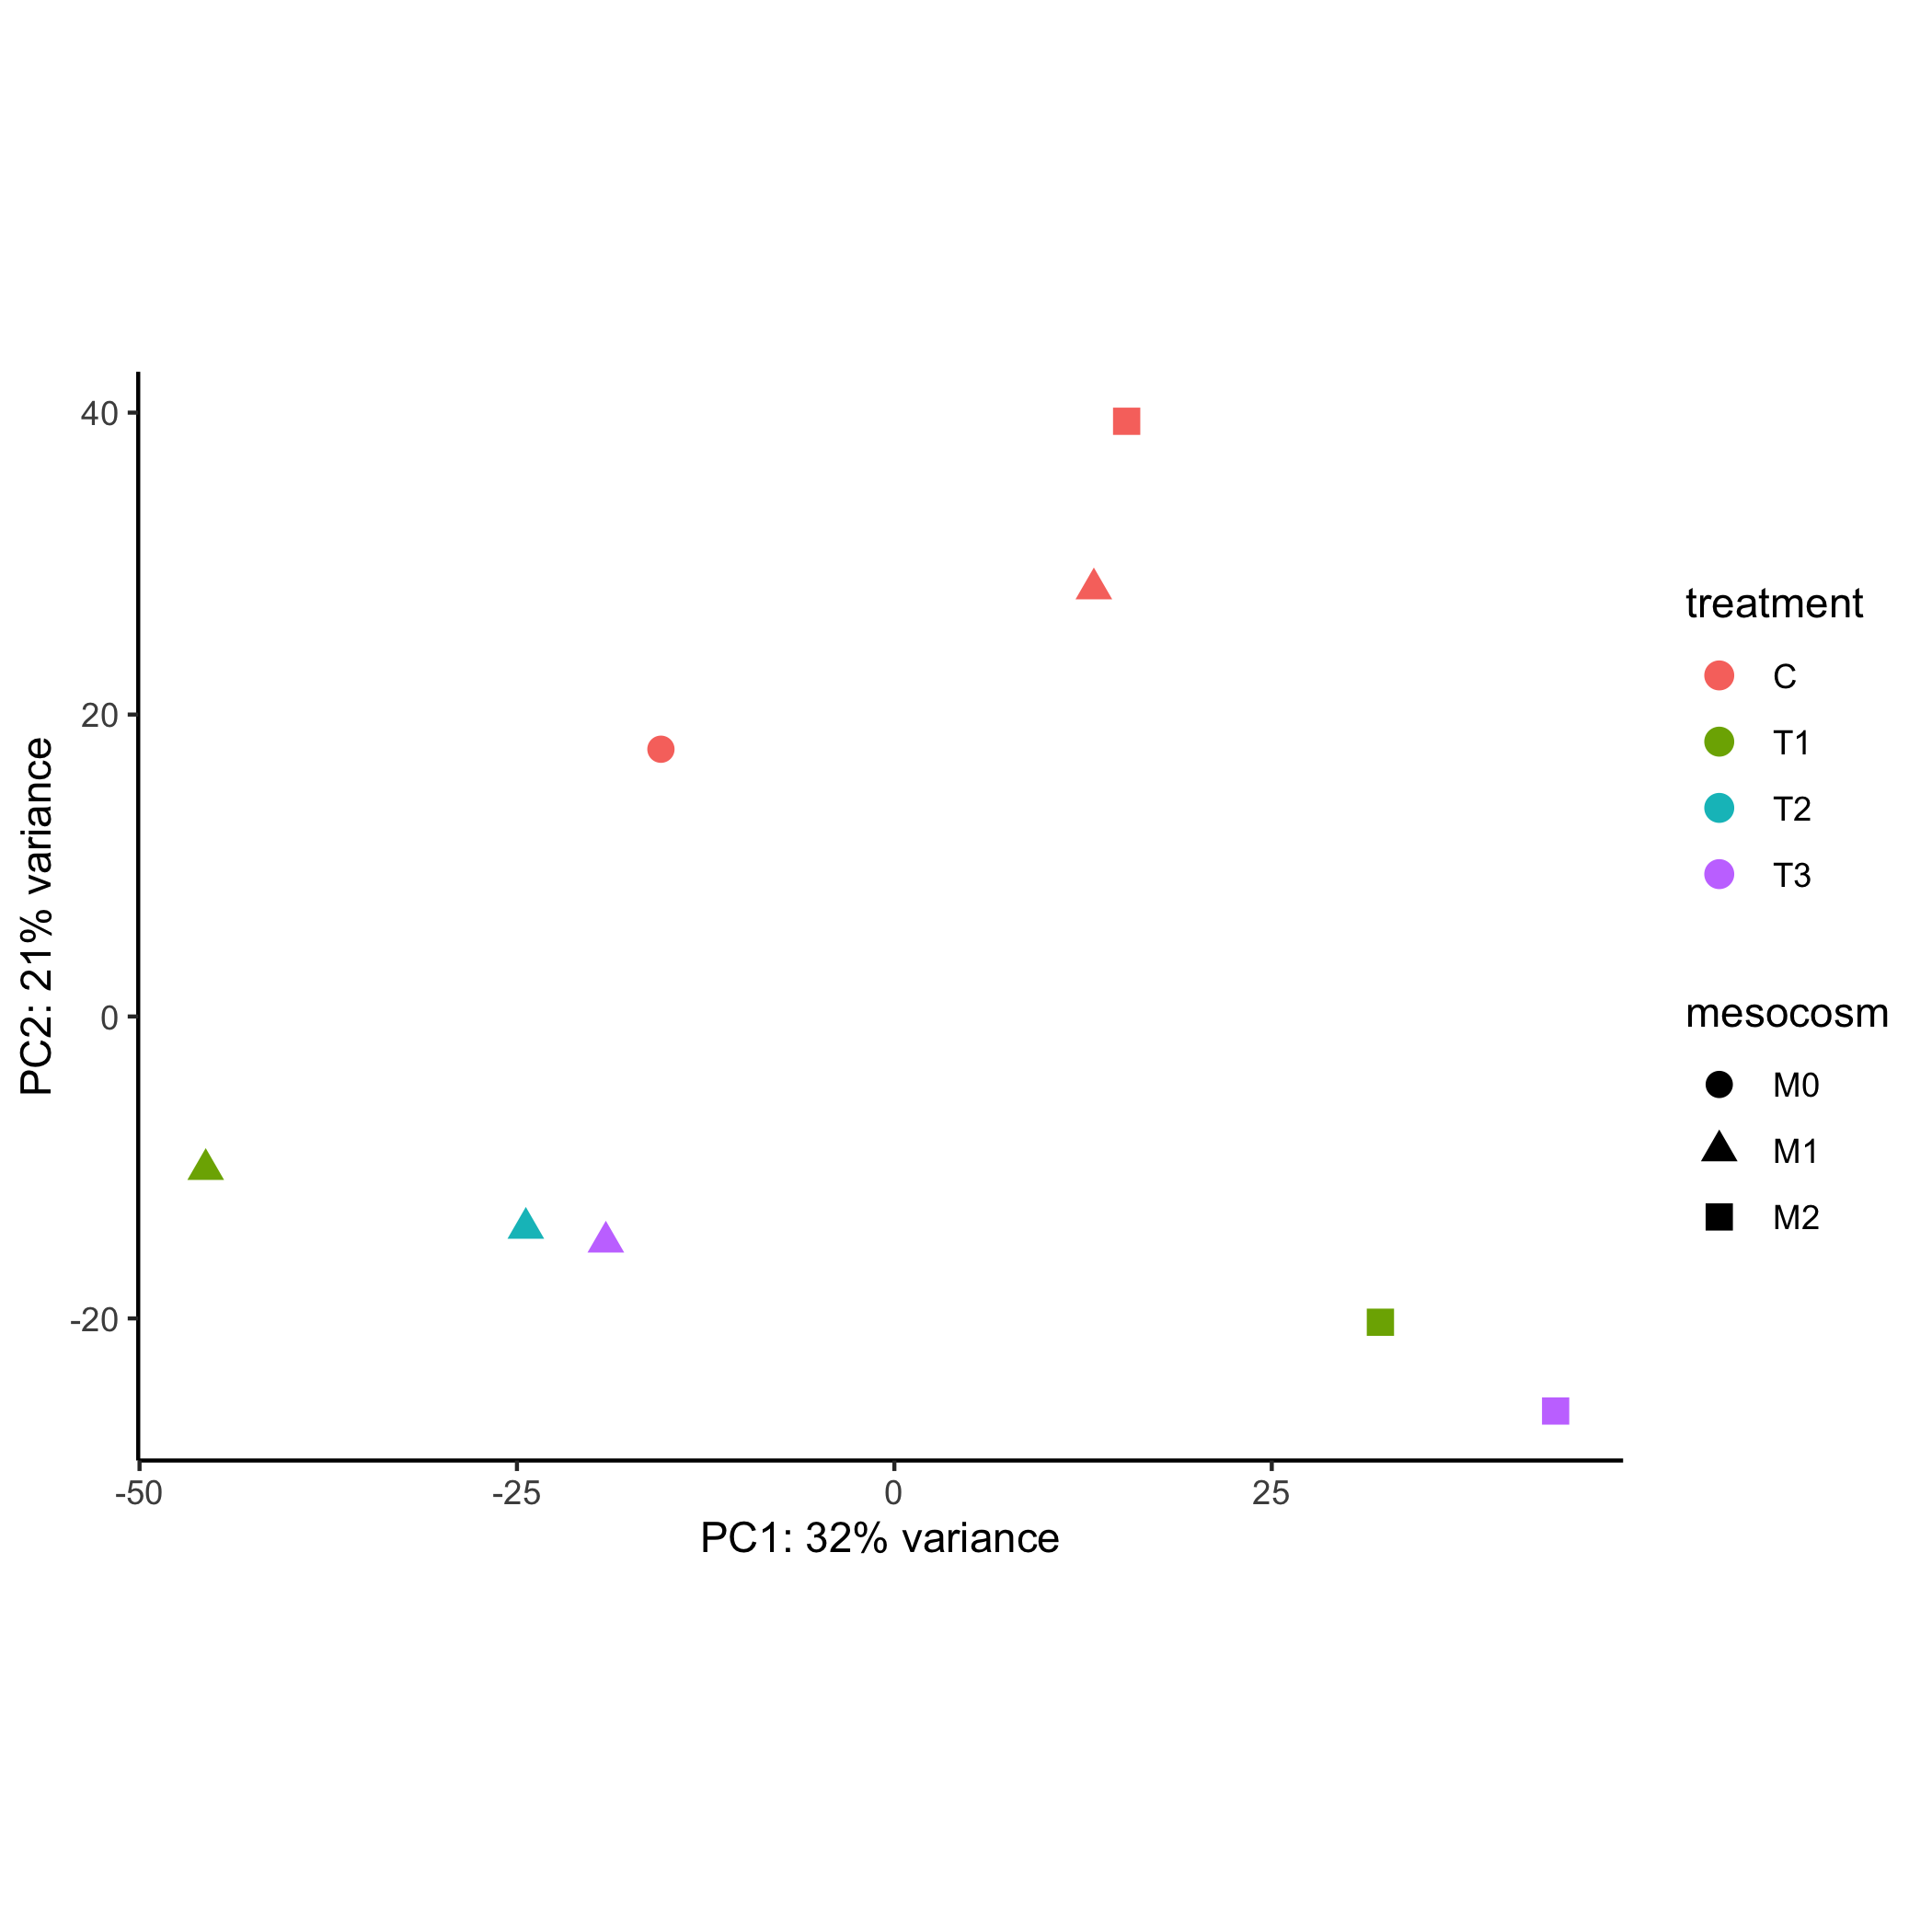 40
20
0
-20
PC2: 21% variance
-50
-25
0
25
PC1: 32% variance
treatment
C
T1
T2
T3
mesocosm
M0
M1
M2